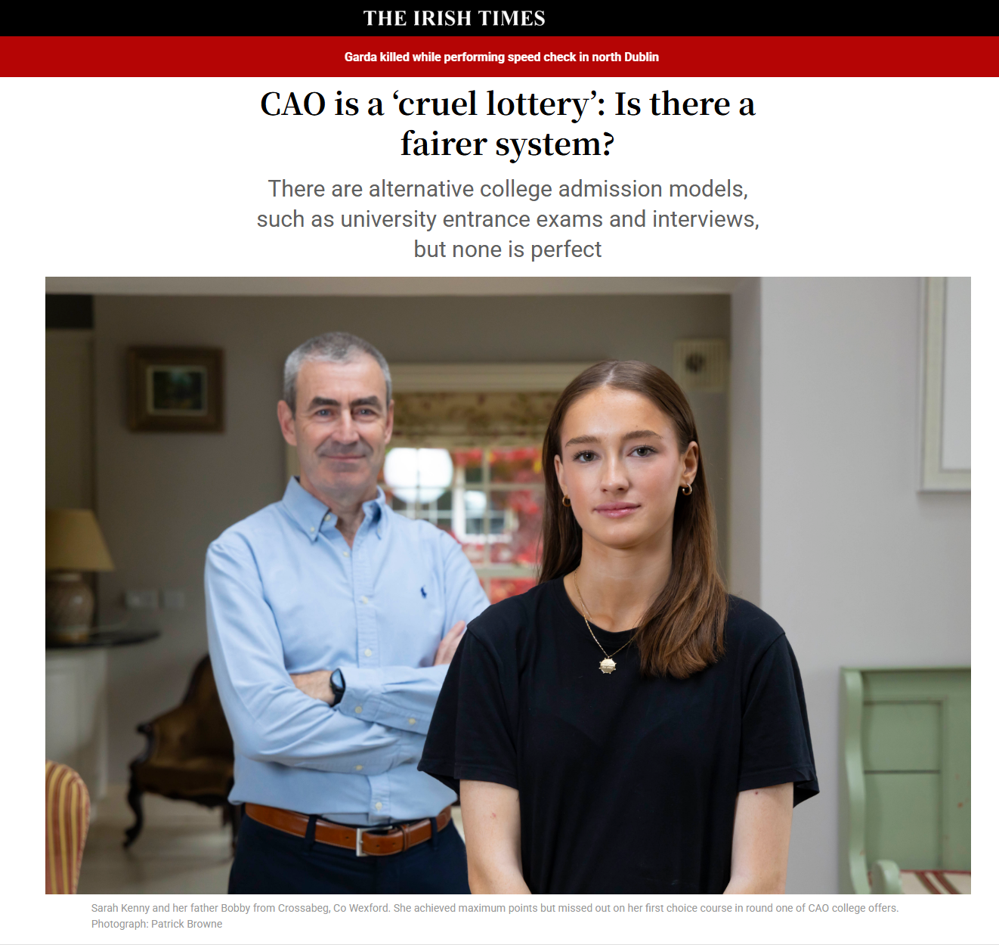 THE IRISH TIMES
Garda killed while performing speed check in north Dublin
CAO is a ‘cruel lottery’: Is there a
fairer system?
There are alternative college admission models,
such as university entrance exams and interviews,
but none is perfect
Sarah Kenny and her father Bobby from Crossabeg, Co Wexford. She achieved maximum points but missed out on her first choice course in round one of CAO college offers.
Photograph: Patrick Browne